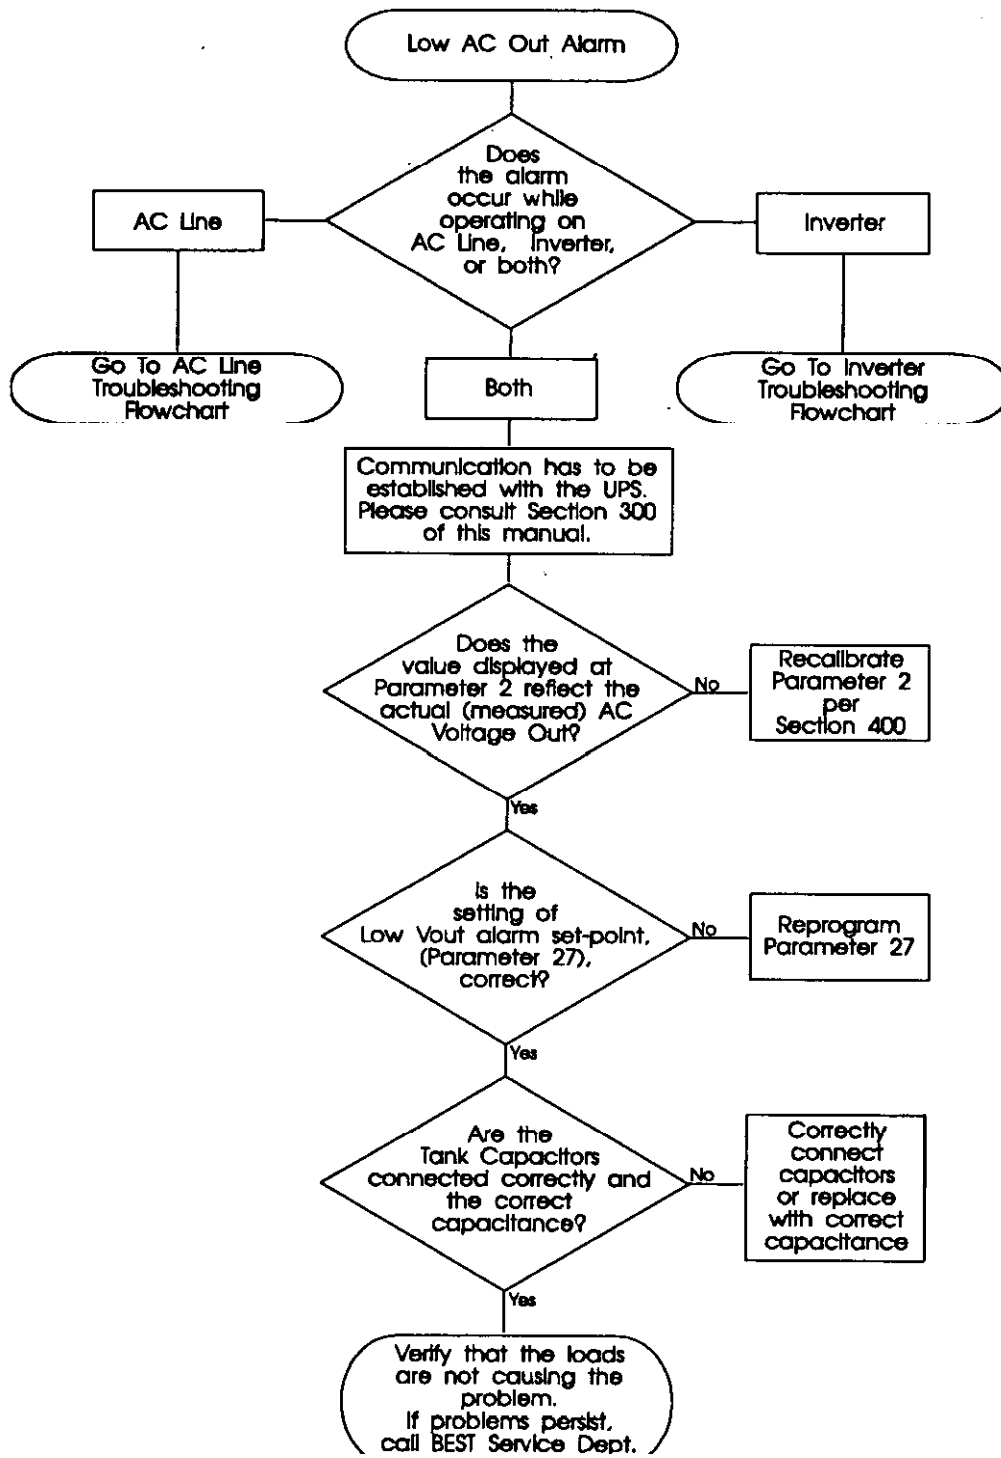 Low AC Out Alarm
Does
the alarm
occur while
operating on
AC Line, Inverter,
or both?
AC Line
Inverter
Go To AC Line
Troubleshooting
Flowchart
Both
Go To Inverter
Troubleshooting
Flowchart
Communication has to be
established with the UPS.
Please consult Section 300
of this manual.
Does the
value displayed at
Parameter 2 reflect the
actual (measured) AC
Voltage Out?
No
Recalibrate
Parameter 2
per
Section 400
Yes
Is the
setting of
Low Vout alarm set-point,
(Parameter 27),
correct?
No
Reprogram
Parameter 27
Yes
Are the
Tank Capacitors
connected correctly and
the correct
capacitance?
No
Correctly
connect
capacitors
or replace
with correct
capacitance
Yes
Verify that the loads
are not causing the
problem.
If problems persist,
call BEST Service Dept.